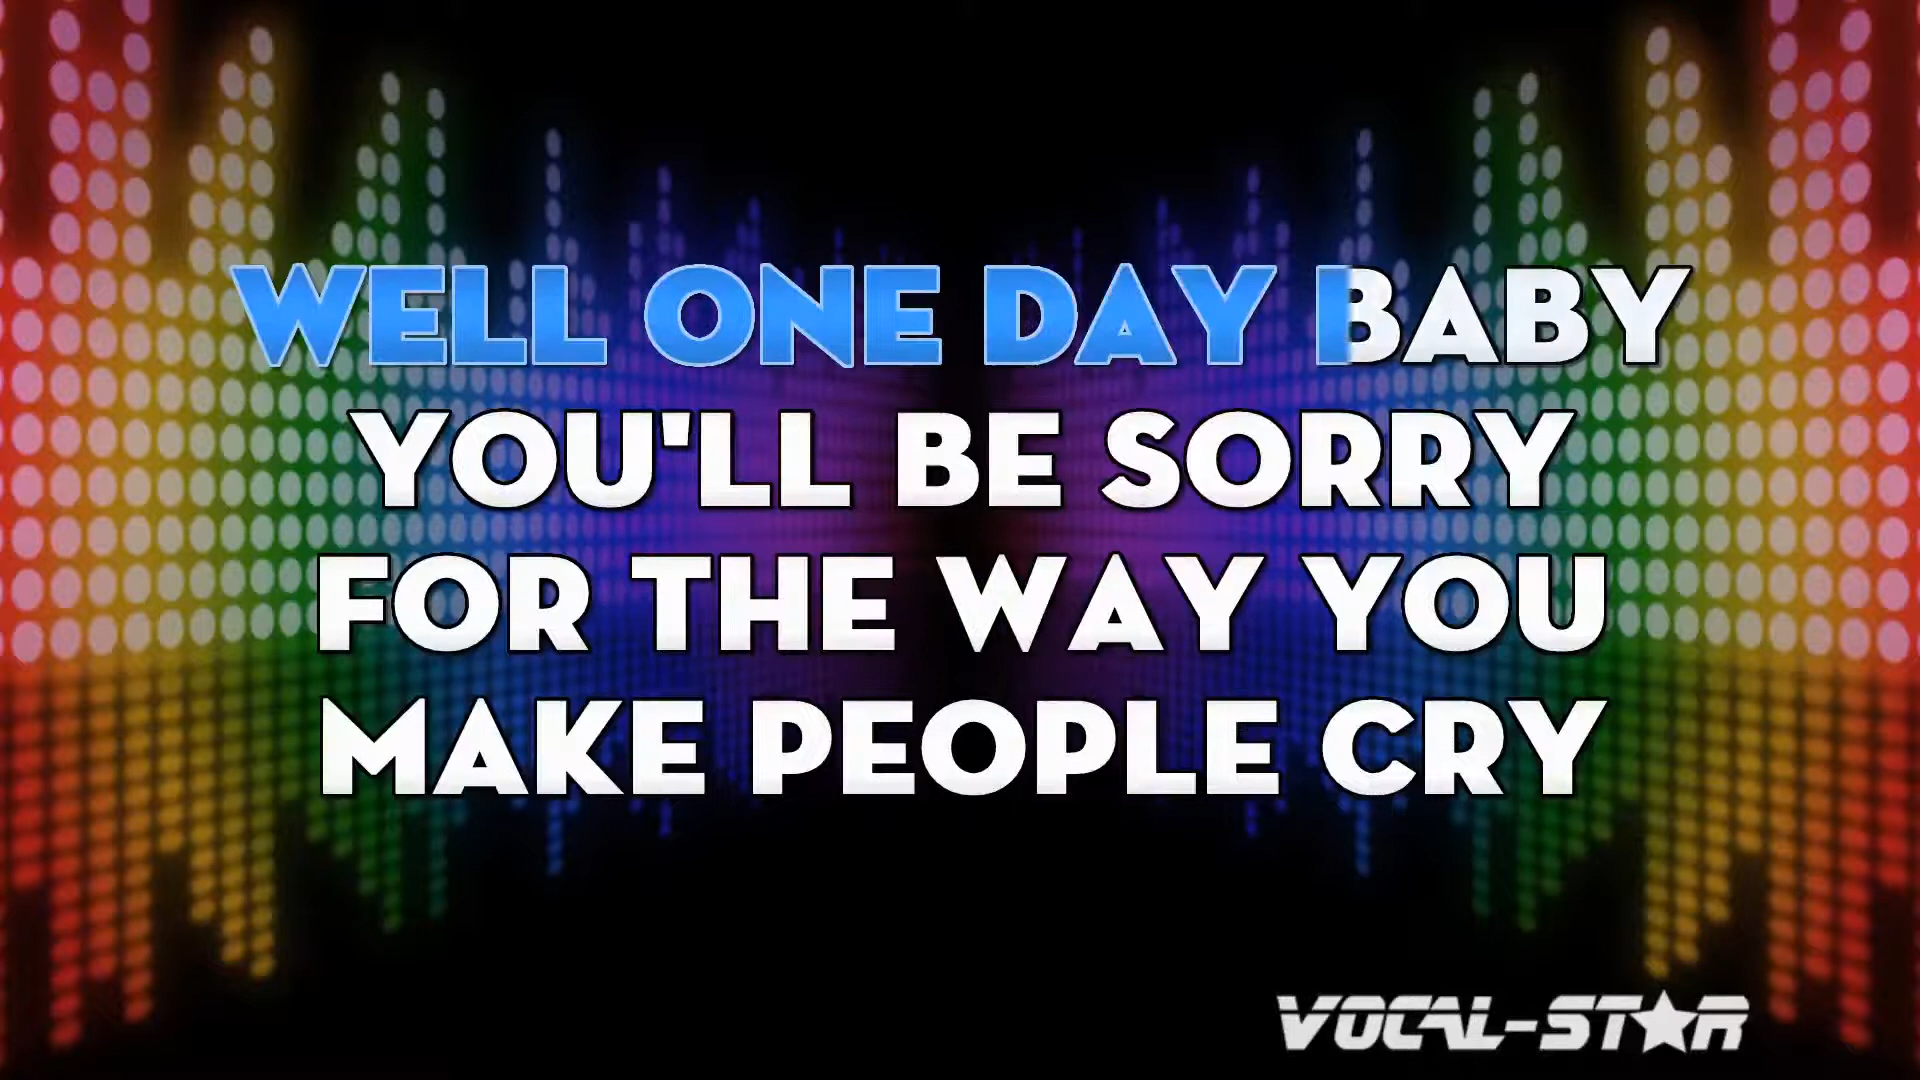 WELL ONE DAY BABY
YOU'LL BE SORRY
FOR THE WAY YOU
MAKE PEOPLE CRY
VOCAL-STAR